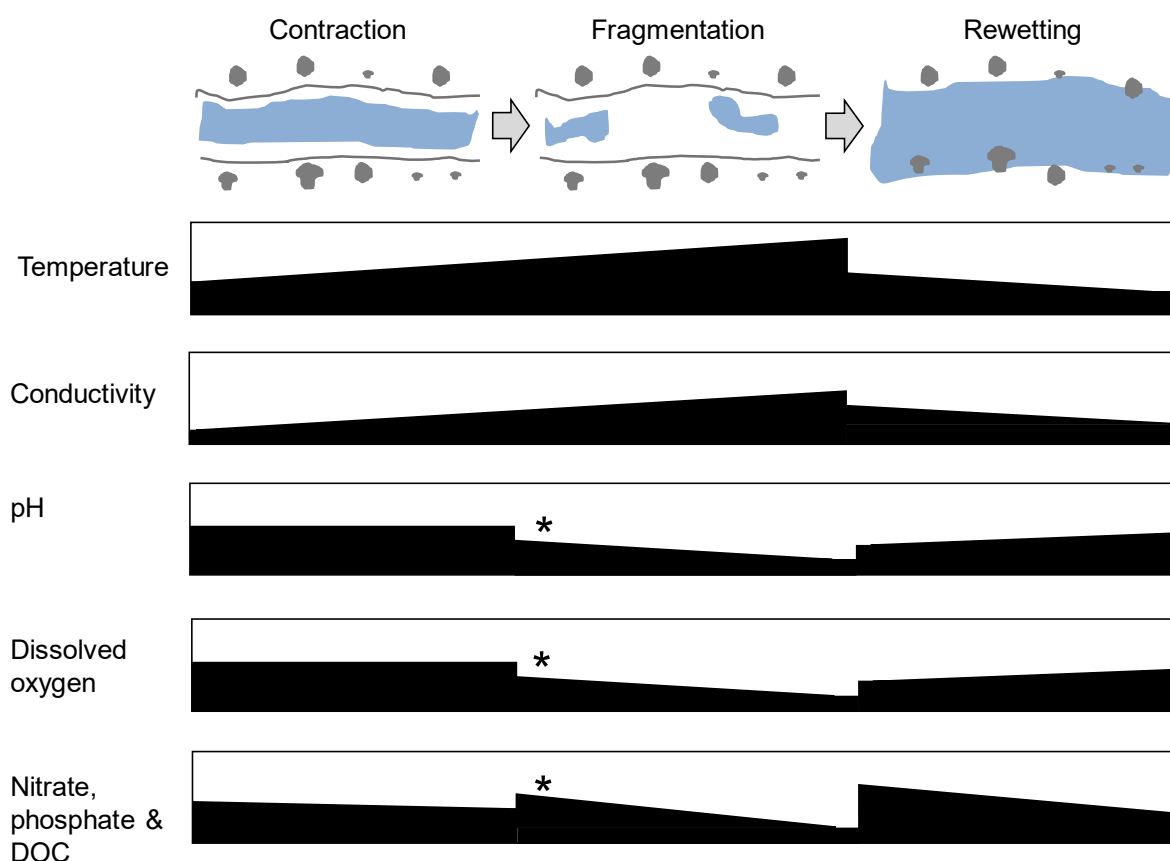 Contraction
Fragmentation
Rewetting
Temperature
Conductivity
pH
*
Dissolved
oxygen
*
Nitrate,
phosphate &
DOC
*